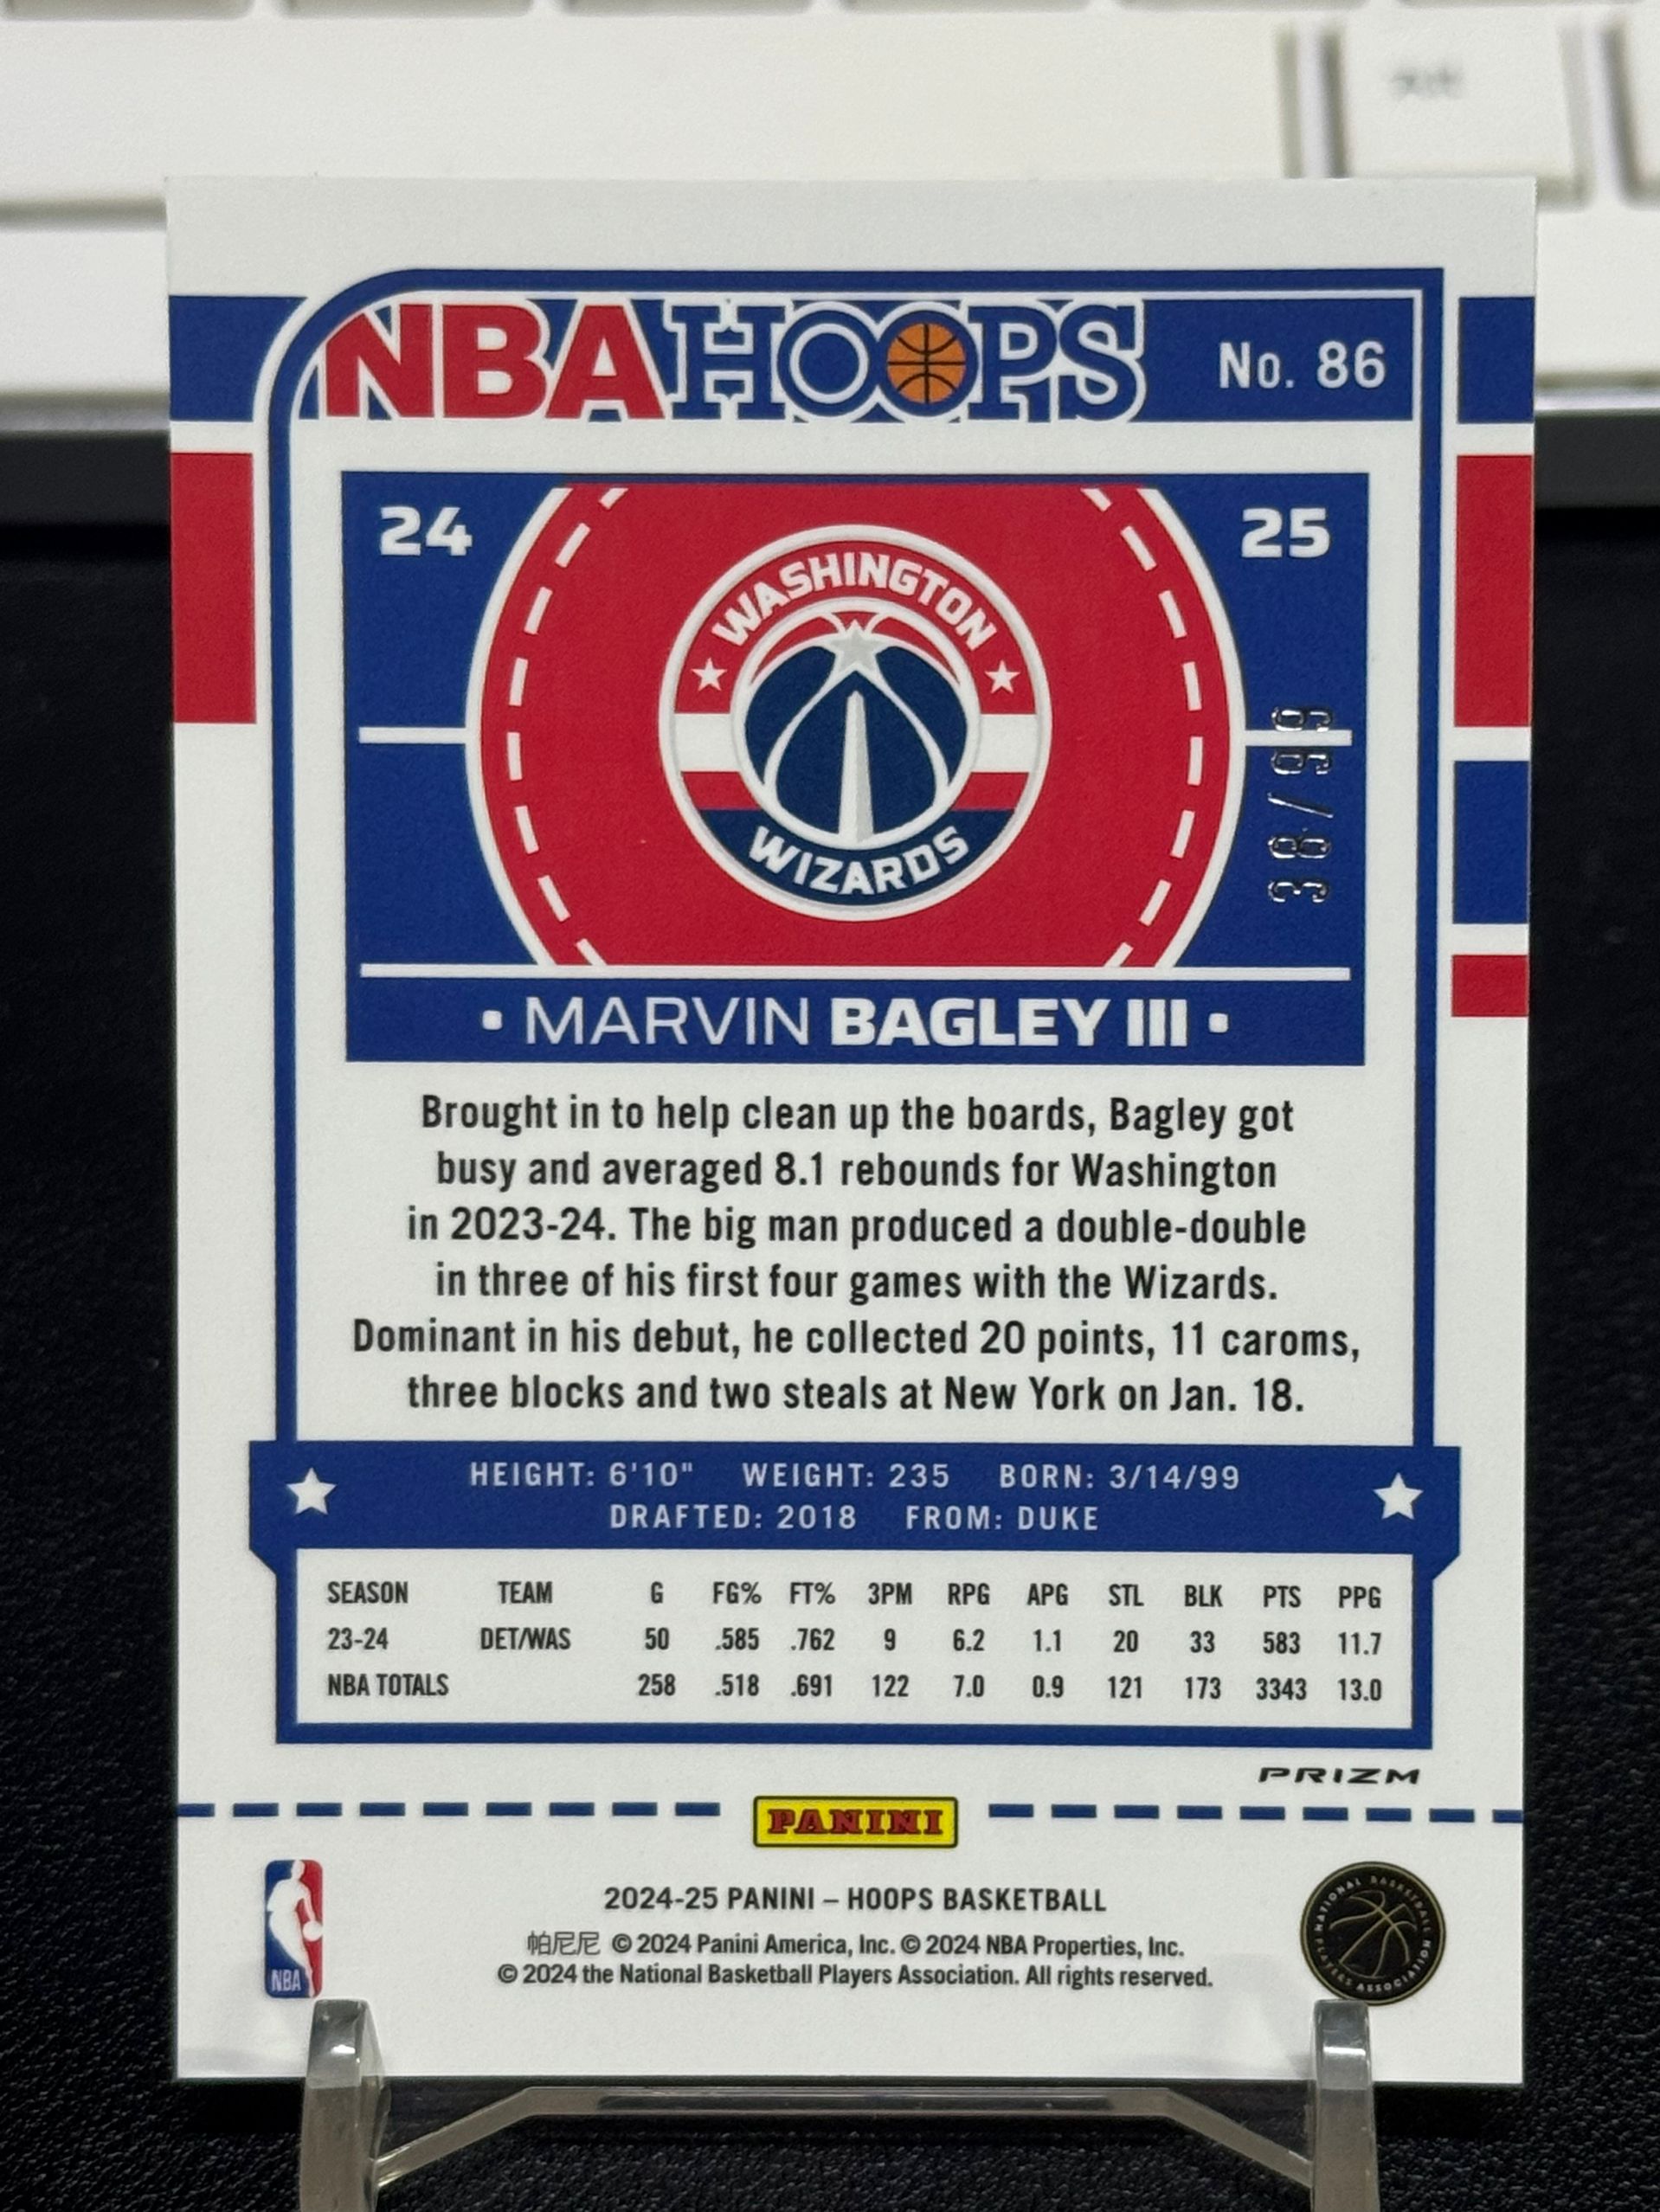 NBA HOOPS No. 86
24 25
WASHINGTON
WIZARDS
38/99
• MARVIN BAGLEY III •
Brought in to help clean up the boards, Bagley got
busy and averaged 8.1 rebounds for Washington
in 2023-24. The big man produced a double-double
in three of his first four games with the Wizards.
Dominant in his debut, he collected 20 points, 11 caroms,
three blocks and two steals at New York on Jan. 18.
HEIGHT: 6'10" WEIGHT: 235 BORN: 3/14/99
DRAFTED: 2018 FROM: DUKE
SEASON TEAM G FG% FT% 3PM RPG APG STL BLK PTS PPG
23-24 DET/WAS 50 .585 .762 9 6.2 1.1 20 33 583 11.7
NBA TOTALS 258 .518 .691 122 7.0 0.9 121 173 3343 13.0
PRIZM
PANINI
2024-25 PANINI – HOOPS BASKETBALL
帕尼尼 © 2024 Panini America, Inc. © 2024 NBA Properties, Inc.
© 2024 the National Basketball Players Association. All rights reserved.
NBA
NATIONAL BASKETBALL PLAYERS ASSOCIATION